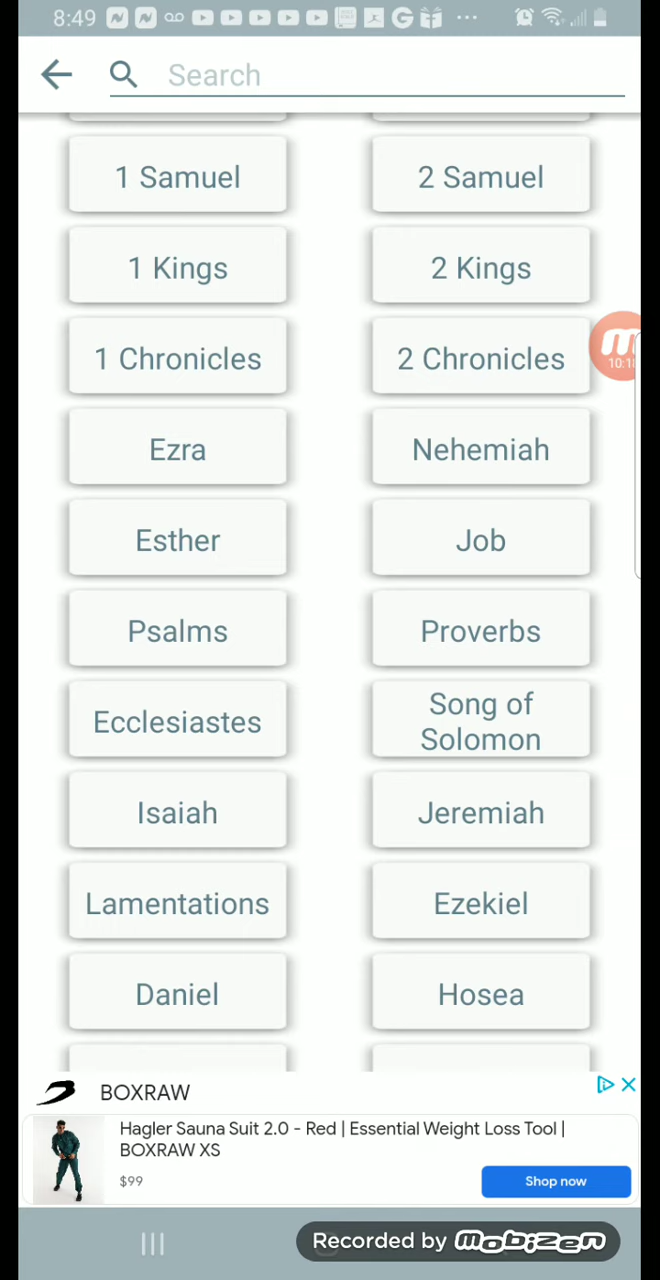 8:49
Search
1 Samuel
2 Samuel
1 Kings
2 Kings
1 Chronicles
2 Chronicles
Ezra
Nehemiah
Esther
Job
Psalms
Proverbs
Ecclesiastes
Song of
Solomon
Isaiah
Jeremiah
Lamentations
Ezekiel
Daniel
Hosea
BOXRAW
Hagler Sauna Suit 2.0 - Red | Essential Weight Loss Tool |
BOXRAW XS
$99
Shop now
Recorded by mobizen